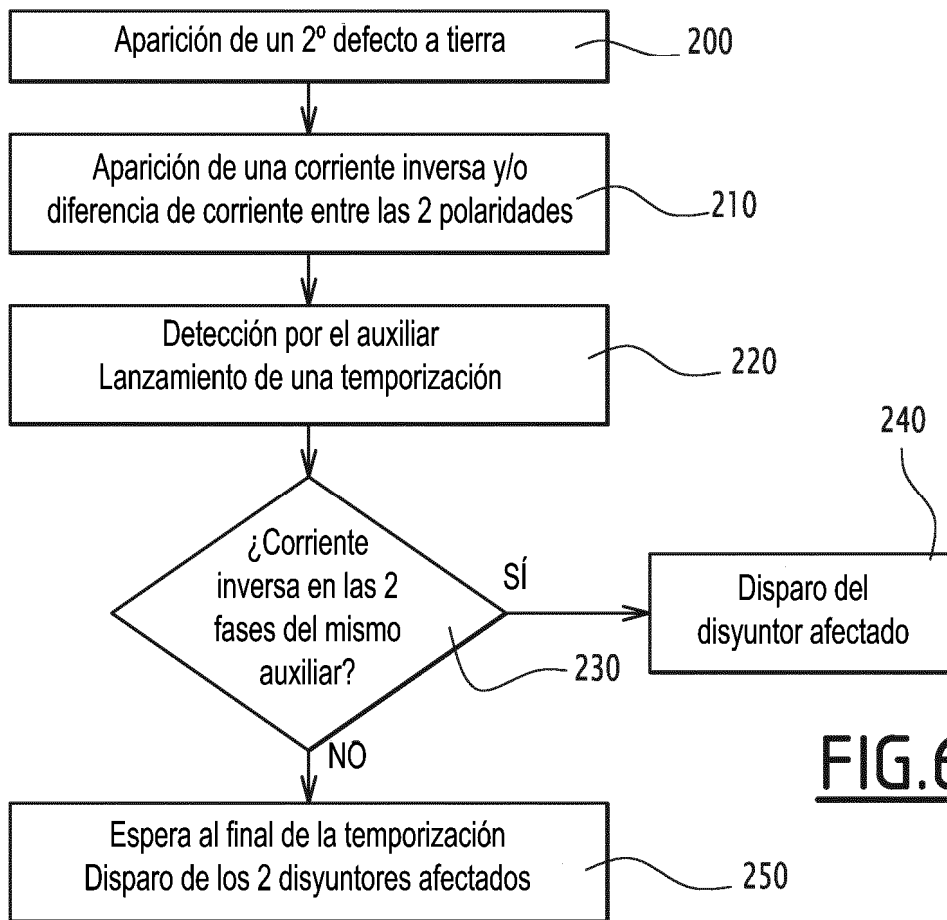 Aparición de un 2º defecto a tierra
200
Aparición de una corriente inversa y/o
diferencia de corriente entre las 2 polaridades
210
Detección por el auxiliar
Lanzamiento de una temporización
220
240
¿Corriente
inversa en las 2
fases del mismo
auxiliar?
SÍ
230
Disparo del
disyuntor afectado
NO
FIG.6
Espera al final de la temporización
Disparo de los 2 disyuntores afectados
250